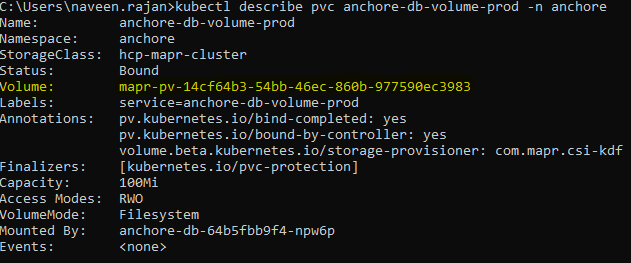 C:\Users\naveen.rajan>kubectl describe pvc anchore-db-volume-prod -n anchore
Name: anchore-db-volume-prod
Namespace: anchore
StorageClass: hcp-mapr-cluster
Status: Bound
Volume: mapr-pv-14cf64b3-54bb-46ec-860b-977590ec3983
Labels: service=anchore-db-volume-prod
Annotations: pv.kubernetes.io/bind-completed: yes
pv.kubernetes.io/bound-by-controller: yes
volume.beta.kubernetes.io/storage-provisioner: com.mapr.csi-kdf
Finalizers: [kubernetes.io/pvc-protection]
Capacity: 100Mi
Access Modes: RWO
VolumeMode: Filesystem
Mounted By: anchore-db-64b5fbb9f4-npw6p
Events: <none>